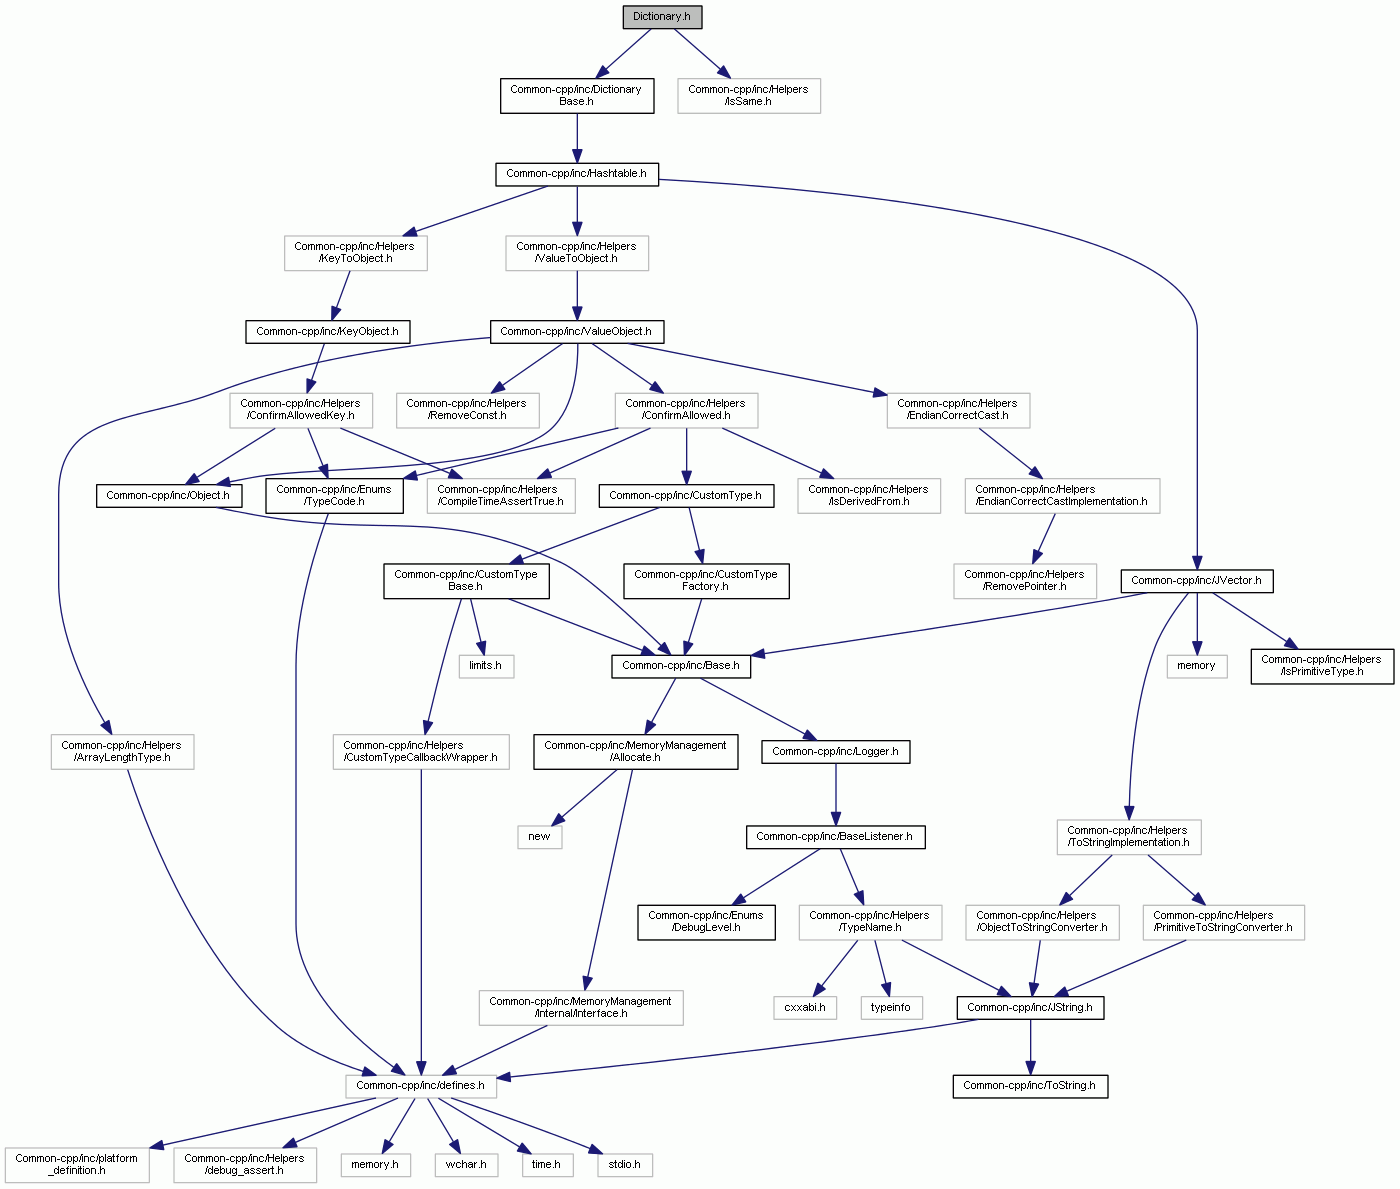 Dictionary.h
Common-cpp/inc/Dictionary
Base.h
Common-cpp/inc/Helpers
/IsSame.h
Common-cpp/inc/Hashtable.h
Common-cpp/inc/Helpers
/KeyToObject.h
Common-cpp/inc/Helpers
/ValueToObject.h
Common-cpp/inc/KeyObject.h
Common-cpp/inc/ValueObject.h
Common-cpp/inc/Helpers
/ConfirmAllowedKey.h
Common-cpp/inc/Helpers
/RemoveConst.h
Common-cpp/inc/Helpers
/ConfirmAllowed.h
Common-cpp/inc/Helpers
/EndianCorrectCast.h
Common-cpp/inc/Object.h
Common-cpp/inc/Enums
/TypeCode.h
Common-cpp/inc/Helpers
/CompileTimeAssertTrue.h
Common-cpp/inc/CustomType.h
Common-cpp/inc/Helpers
/IsDerivedFrom.h
Common-cpp/inc/Helpers
/EndianCorrectCastImplementation.h
Common-cpp/inc/CustomType
Base.h
Common-cpp/inc/CustomType
Factory.h
Common-cpp/inc/Helpers
/RemovePointer.h
Common-cpp/inc/JVector.h
limits.h
Common-cpp/inc/Base.h
memory
Common-cpp/inc/Helpers
/IsPrimitiveType.h
Common-cpp/inc/Helpers
/ArrayLengthType.h
Common-cpp/inc/Helpers
/CustomTypeCallbackWrapper.h
Common-cpp/inc/MemoryManagement
/Allocate.h
Common-cpp/inc/Logger.h
new
Common-cpp/inc/BaseListener.h
Common-cpp/inc/Helpers
/ToStringImplementation.h
Common-cpp/inc/Enums
/DebugLevel.h
Common-cpp/inc/Helpers
/TypeName.h
Common-cpp/inc/Helpers
/ObjectToStringConverter.h
Common-cpp/inc/Helpers
/PrimitiveToStringConverter.h
Common-cpp/inc/MemoryManagement
/Internal/Interface.h
cxxabi.h
typeinfo
Common-cpp/inc/JString.h
Common-cpp/inc/defines.h
Common-cpp/inc/ToString.h
Common-cpp/inc/platform
_definition.h
Common-cpp/inc/Helpers
/debug_assert.h
memory.h
wchar.h
time.h
stdio.h